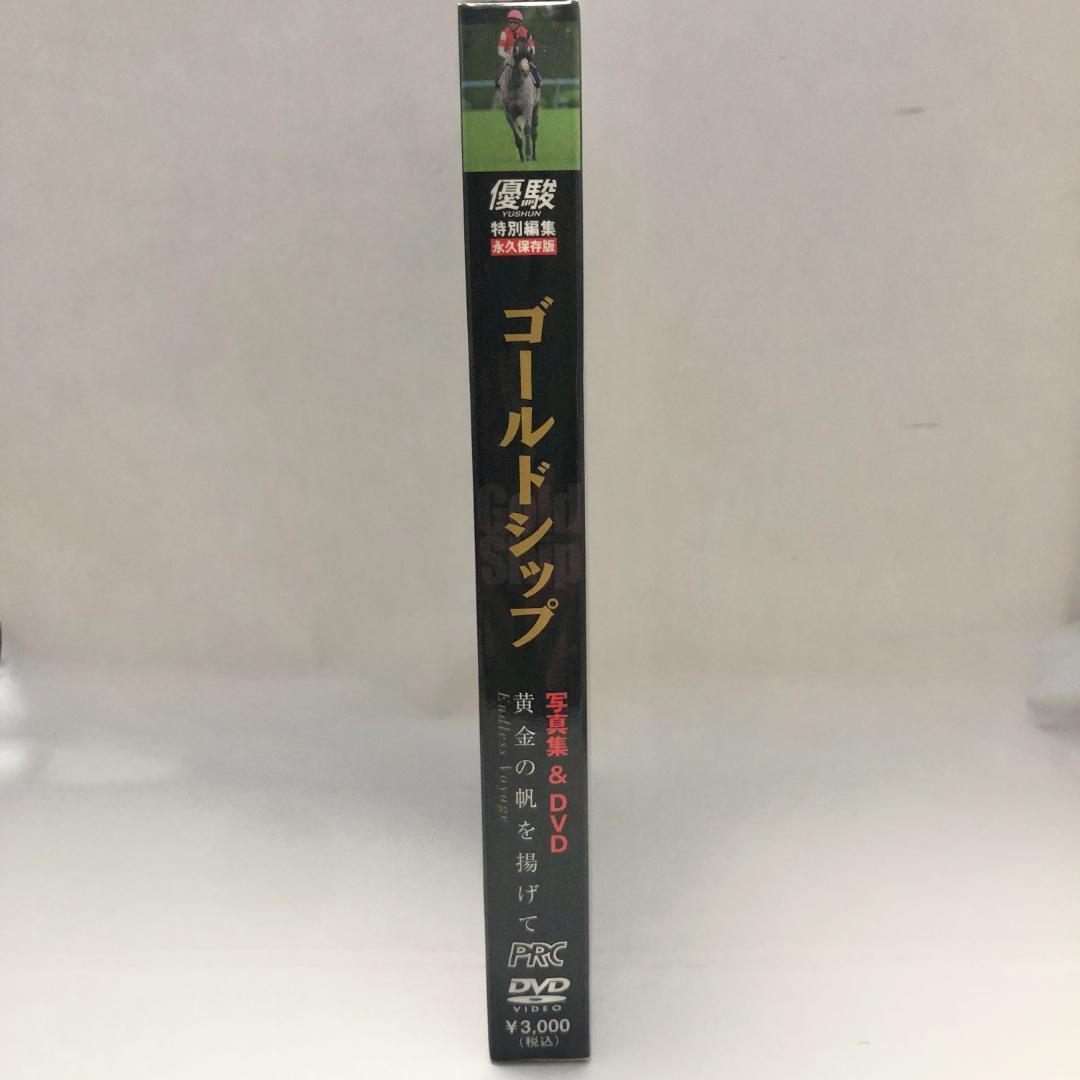 優駿
YUSHUN
特別編集
永久保存版
ゴールドシップ
Gold
Ship
写真集 & DVD
黄金の帆を揚げて
Endless Voyage
PRC
DVD
VIDEO
¥3,000
(税込)